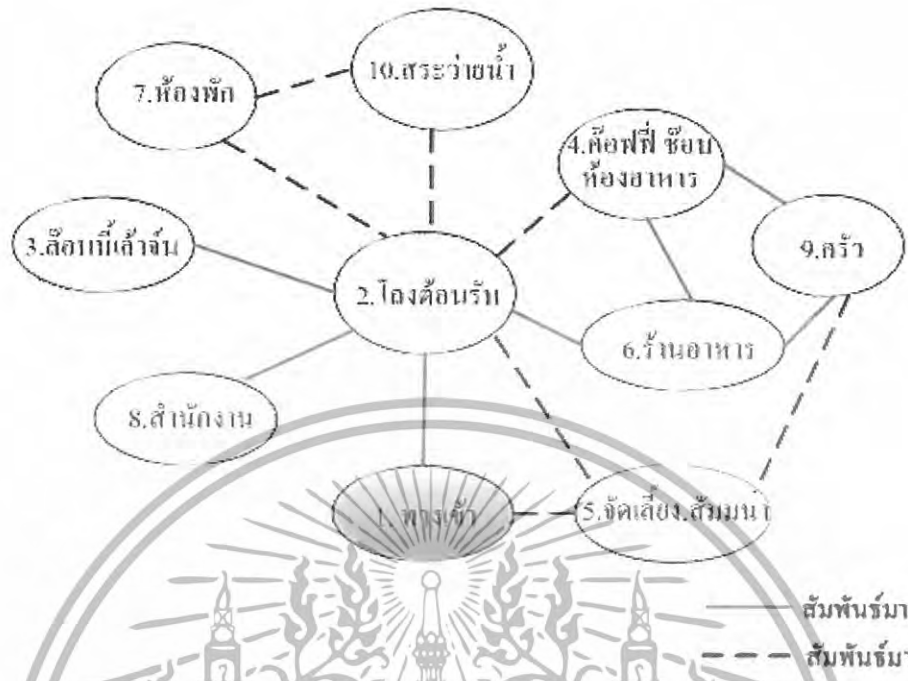 10.สระว่ายน้ำ
7.ห้องพัก
4.ค๊อฟฟี่ ช๊อบ
ห้องอาหาร
3.ล๊อบบี้เล้าจ์น
9.ครัว
2.โถงต้อนรับ
6.ร้านอาหาร
8.สำนักงาน
1. ทางเข้า
5.จัดเลี้ยง.สัมมนา
สัมพันธ์มา
สัมพันธ์มา